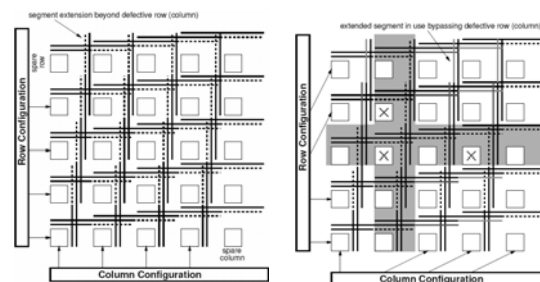 segment extension beyond defective row (column)
spare
row
Row Configuration
spare
column
Column Configuration
extended segment in use bypassing defective row (column)
Row Configuration
Column Configuration